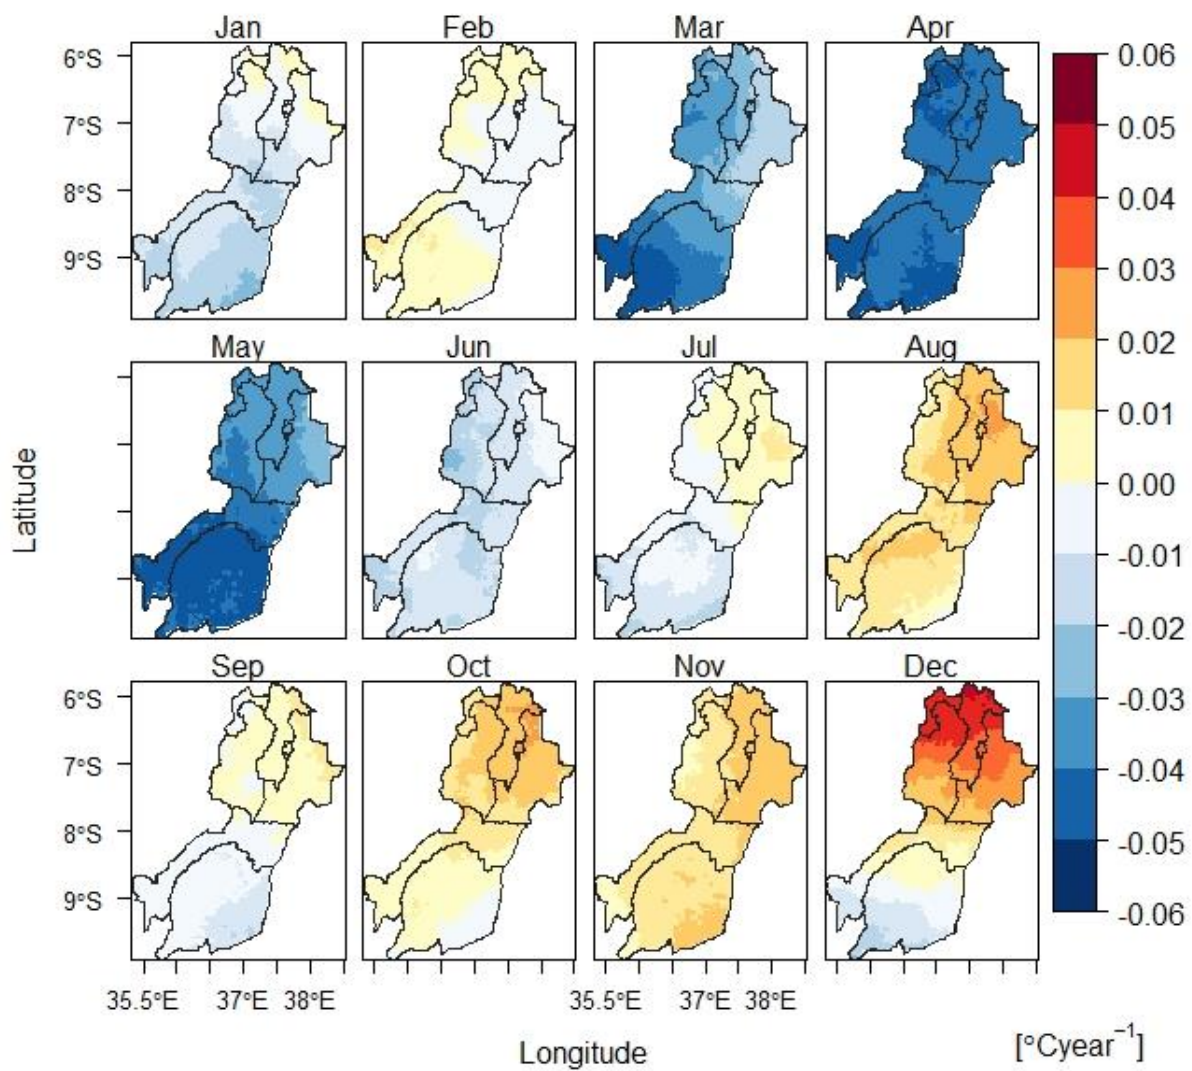 Jan Feb Mar Apr
6°S
7°S
8°S
9°S
May Jun Jul Aug
Sep Oct Nov Dec
6°S
7°S
8°S
9°S
35.5°E 37°E 38°E 35.5°E 37°E 38°E
Latitude
Longitude
0.06
0.05
0.04
0.03
0.02
0.01
0.00
-0.01
-0.02
-0.03
-0.04
-0.05
-0.06
[°Cyear⁻¹]